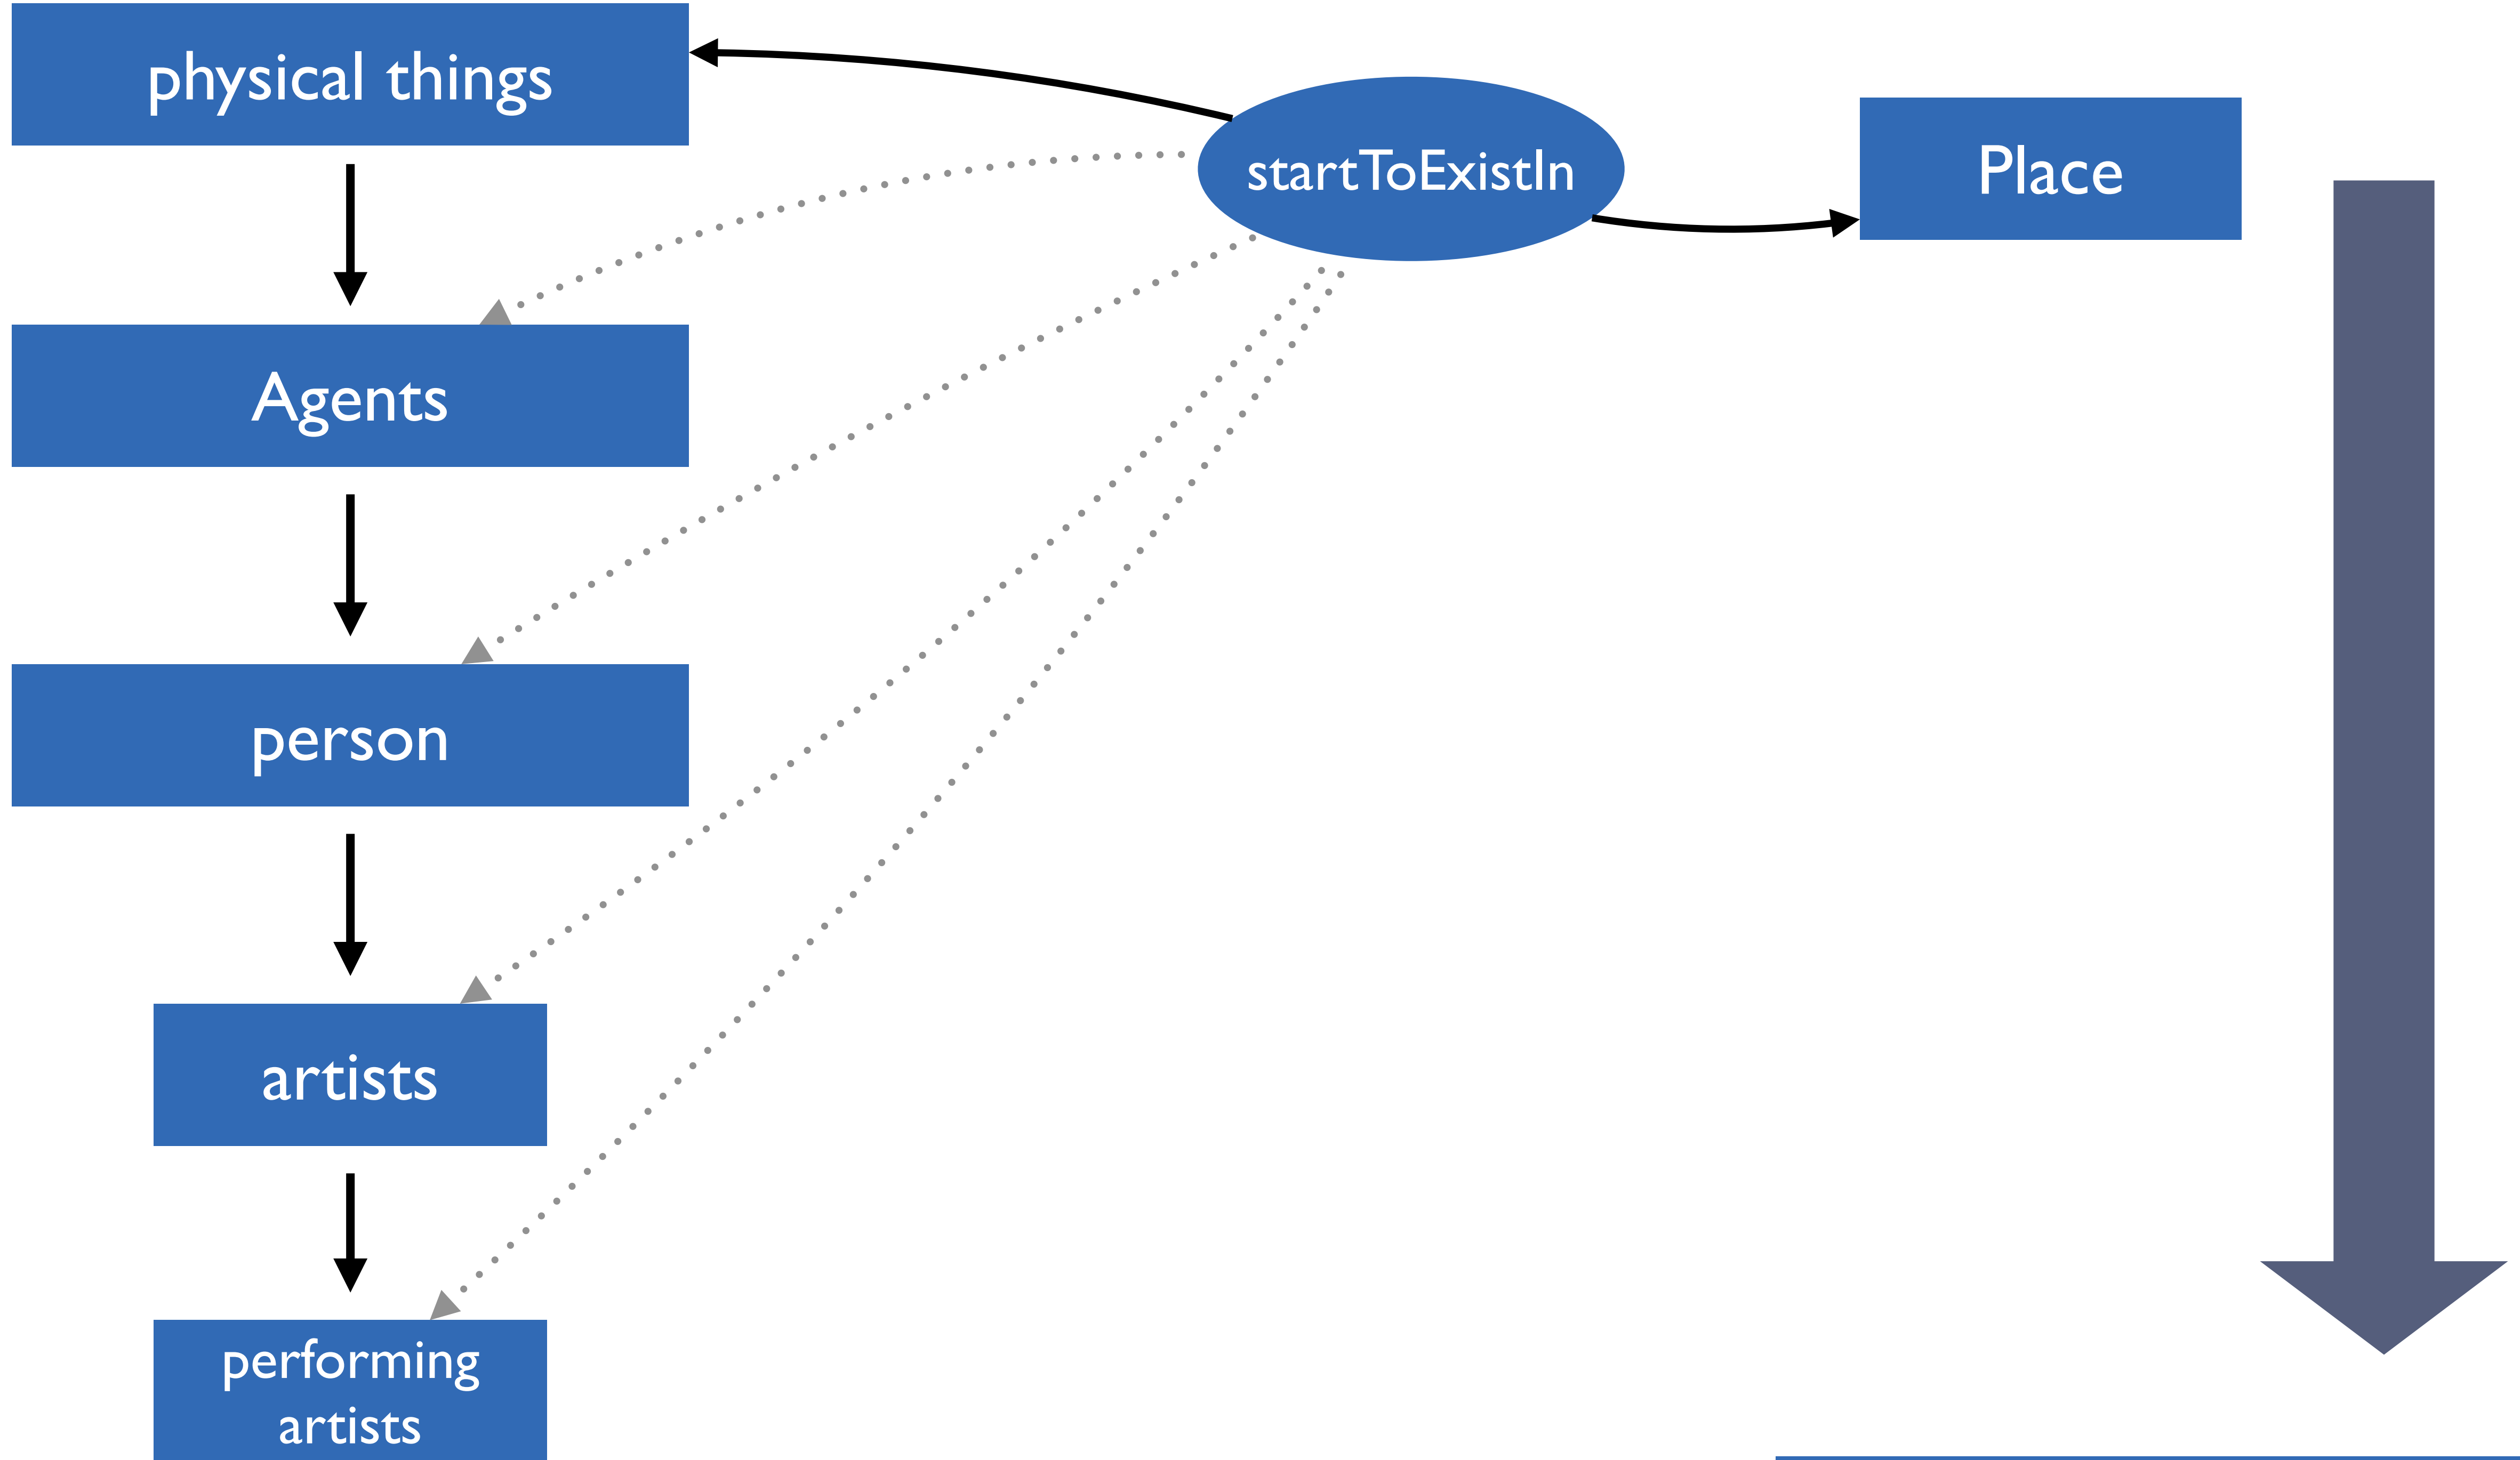 physical things
startToExistIn
Place
Agents
person
artists
performing
artists